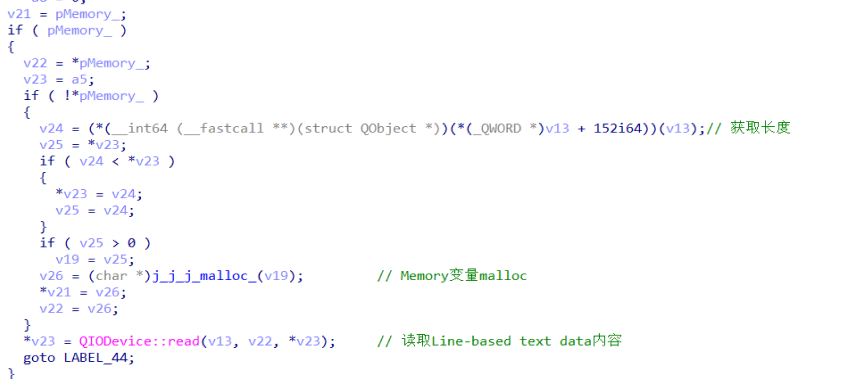 v21 = pMemory_;
if ( pMemory_ )
{
v22 = *pMemory_;
v23 = a5;
if ( !*pMemory_ )
{
v24 = (*(__int64 (__fastcall **)(struct QObject *))(*(_QWORD *)v13 + 152i64))(v13);// 获取长度
v25 = *v23;
if ( v24 < *v23 )
{
*v23 = v24;
v25 = v24;
}
if ( v25 > 0 )
v19 = v25;
v26 = (char *)j_j_j_malloc_(v19); // Memory变量malloc
*v21 = v26;
v22 = v26;
}
*v23 = QIODevice::read(v13, v22, *v23); // 读取Line-based text data内容
goto LABEL_44;
}